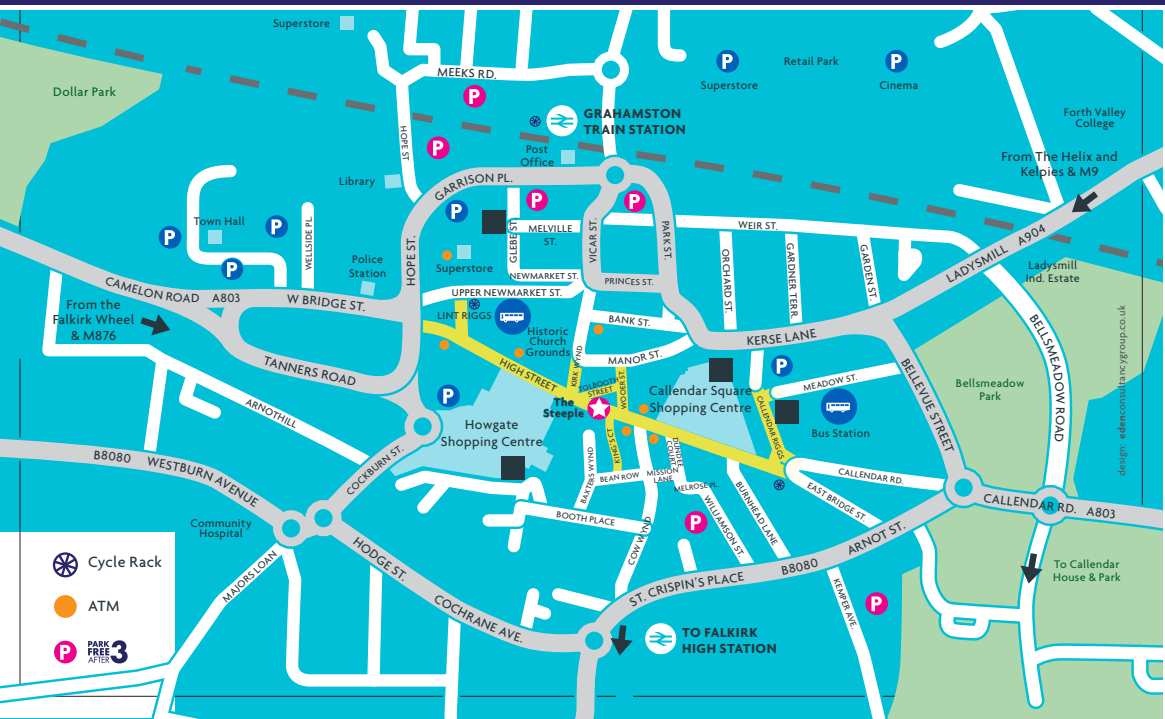 Superstore
Dollar Park
MEEKS RD.
P
P
Superstore
Retail Park
P
Cinema
Forth Valley
College
HOPE ST
P
GRAHAMSTON
TRAIN STATION
Post
Office
From The Helix and
Kelpies & M9
Library
GARRISON PL.
P
P
P
Town Hall
P
P
P
WELLSIDE PL.
Police
Station
HOPE ST.
GLEBE ST.
MELVILLE
ST.
VICAR ST.
PARK ST.
WEIR ST.
ORCHARD ST.
GARDNER TERR.
GARDEN ST.
LADYSMILL A904
Ladysmill
Ind. Estate
Superstore
NEWMARKET ST.
PRINCES ST.
CAMELON ROAD A803
W BRIDGE ST.
UPPER NEWMARKET ST.
From the
Falkirk Wheel
& M876
LINT RIGGS
Historic
Church
Grounds
BANK ST.
MANOR ST.
KERSE LANE
BELLSMEADOW ROAD
BELLEVUE STREET
TANNERS ROAD
HIGH STREET
KIRK WYND
TOLBOOTH
STREET
WOOER ST.
The
Steeple
Callendar Square
Shopping Centre
P
MEADOW ST.
CALLENDAR RIGGS
Bus Station
Bellsmeadow
Park
design: edenconsultancygroup.co.uk
P
ARNOTHILL
Howgate
Shopping Centre
KING'S CT.
B8080 WESTBURN AVENUE
COCKBURN ST.
BAXTERS WYND
BEAN ROW
MISSION
LANE
DUNDEE
COURT
MELROSE PL.
CALLENDAR RD.
EAST BRIDGE ST.
CALLENDAR RD. A803
Community
Hospital
BOOTH PLACE
COW WYND
P
WILLIAMSON ST.
BURNHEAD LANE
ARNOT ST.
B8080
ST. CRISPIN'S PLACE
HODGE ST.
COCHRANE AVE.
MAJORS LOAN
KEMPER AVE.
P
To Callendar
House & Park
TO FALKIRK
HIGH STATION
Cycle Rack
ATM
P PARK
FREE
AFTER 3